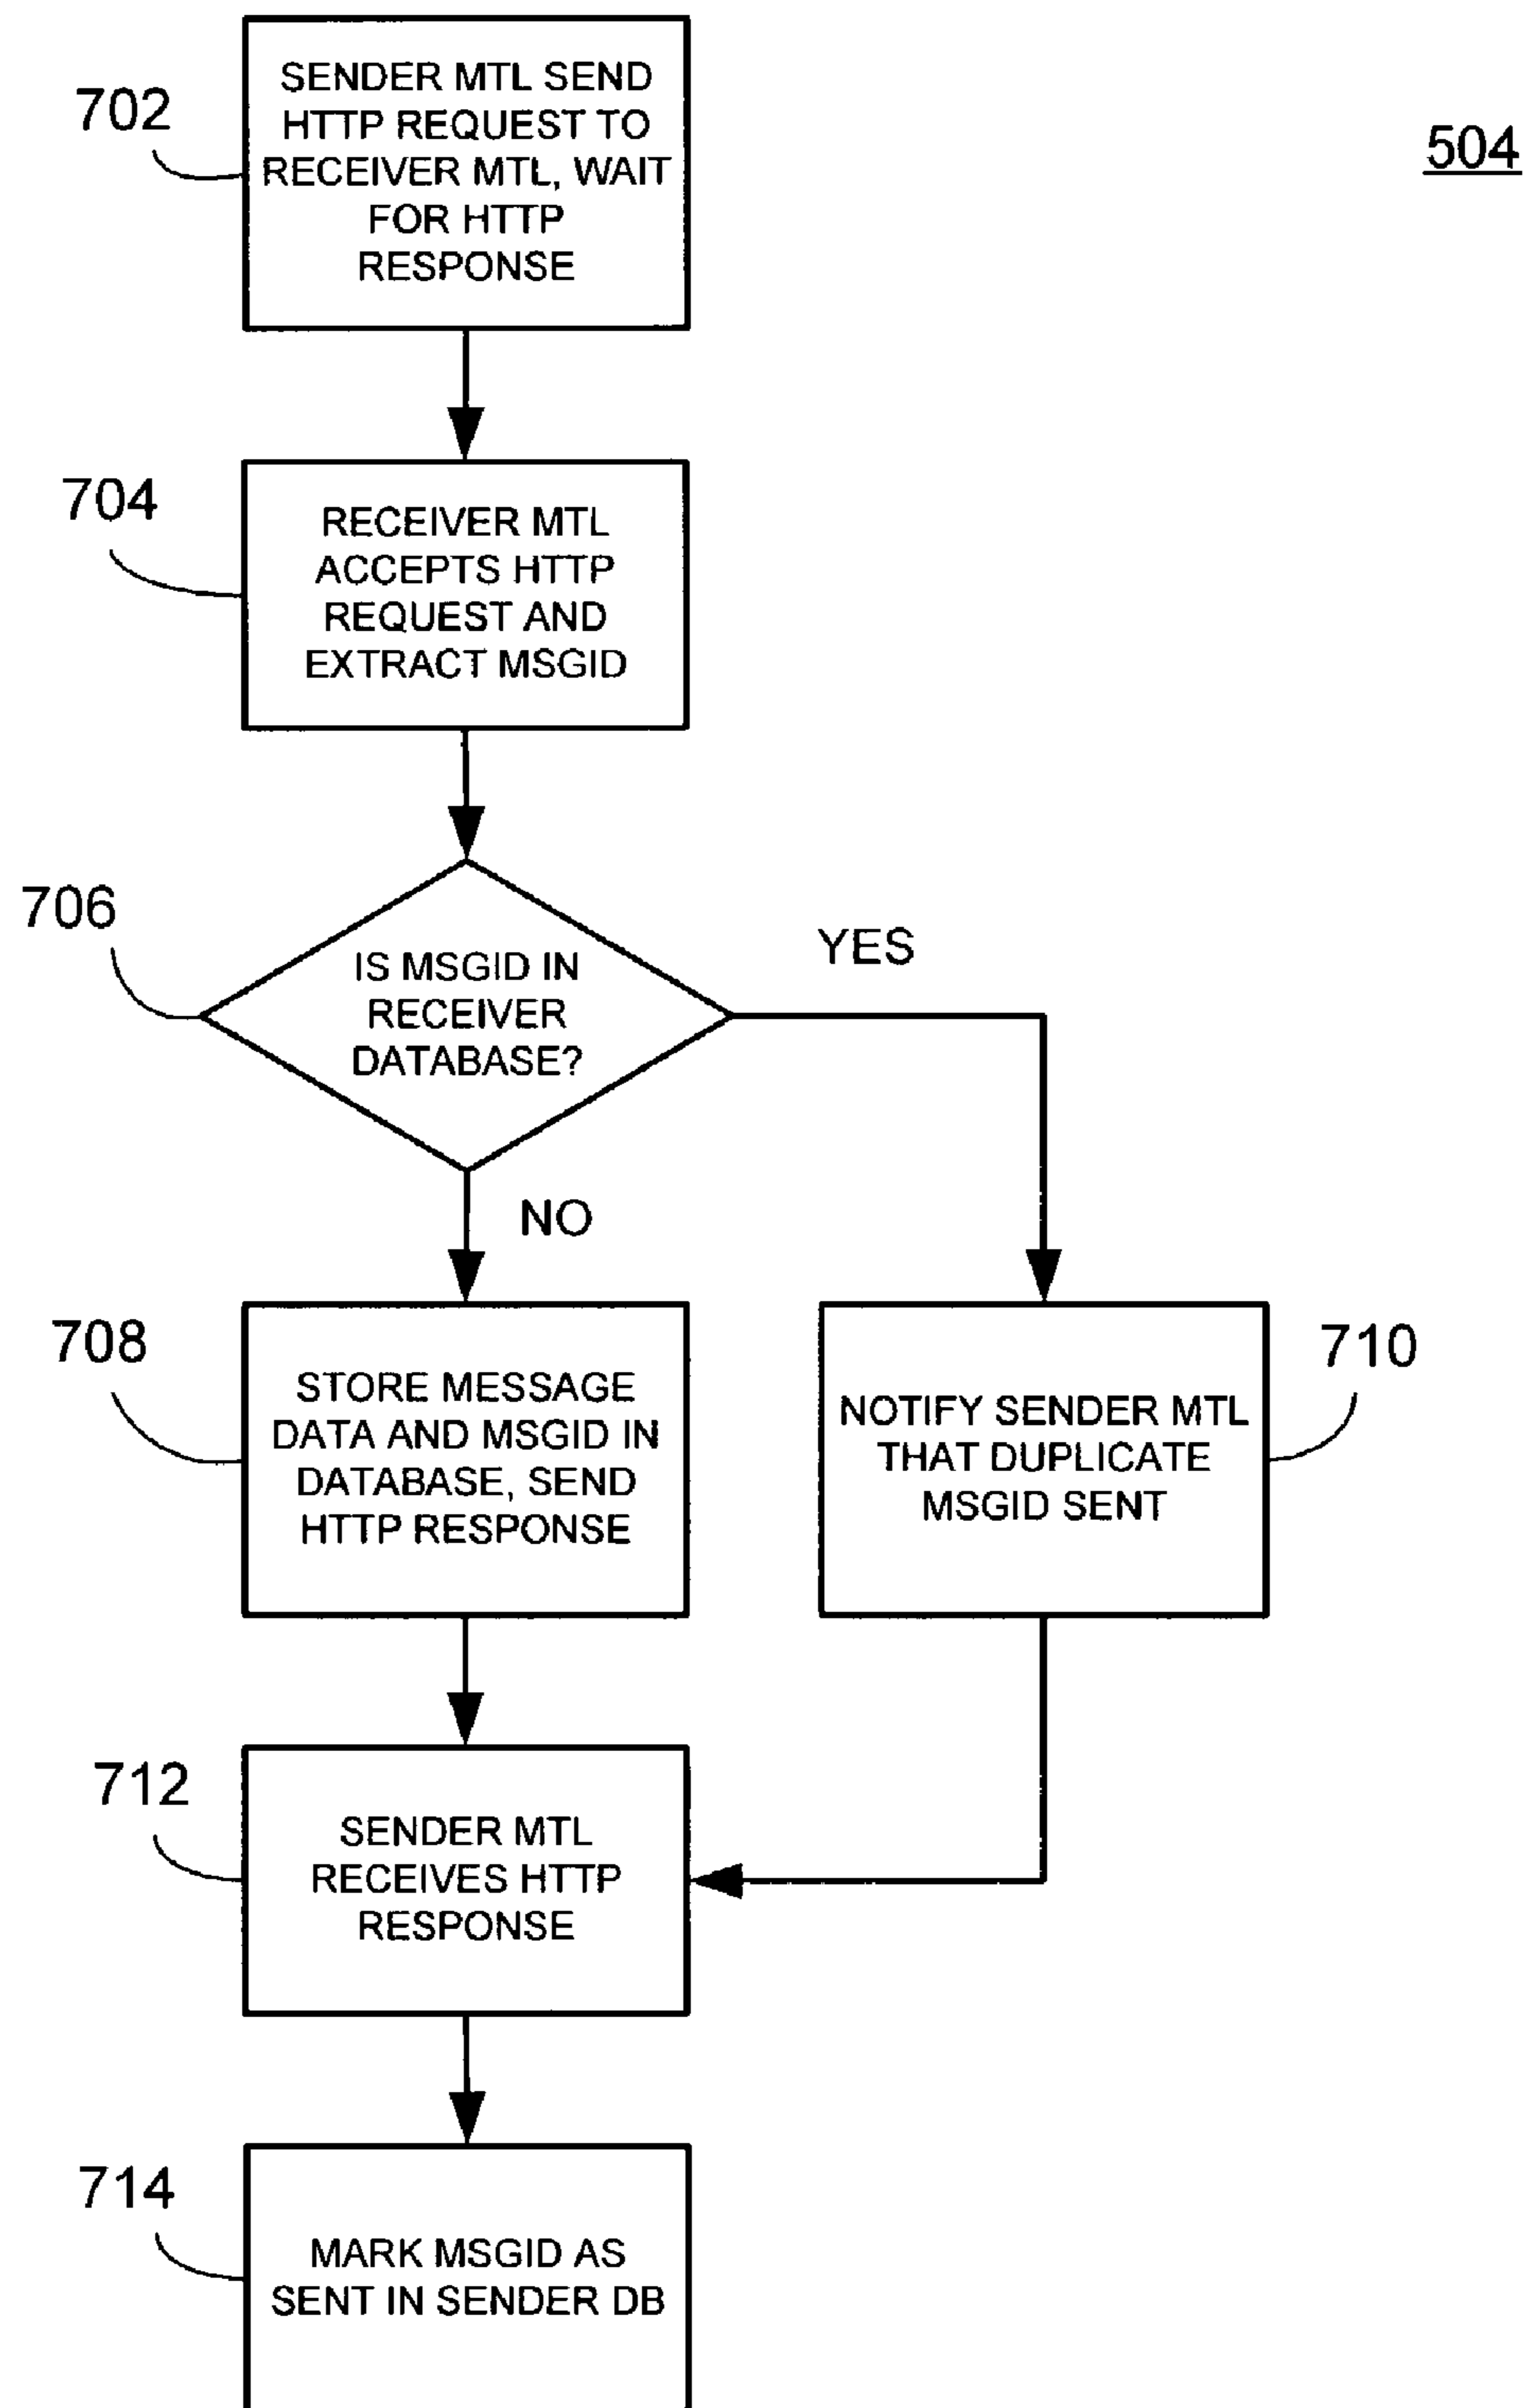 702
SENDER MTL SEND
HTTP REQUEST TO
RECEIVER MTL, WAIT
FOR HTTP
RESPONSE
504
704
RECEIVER MTL
ACCEPTS HTTP
REQUEST AND
EXTRACT MSGID
706
IS MSGID IN
RECEIVER
DATABASE?
YES
NO
708
STORE MESSAGE
DATA AND MSGID IN
DATABASE, SEND
HTTP RESPONSE
NOTIFY SENDER MTL
THAT DUPLICATE
MSGID SENT
710
712
SENDER MTL
RECEIVES HTTP
RESPONSE
714
MARK MSGID AS
SENT IN SENDER DB